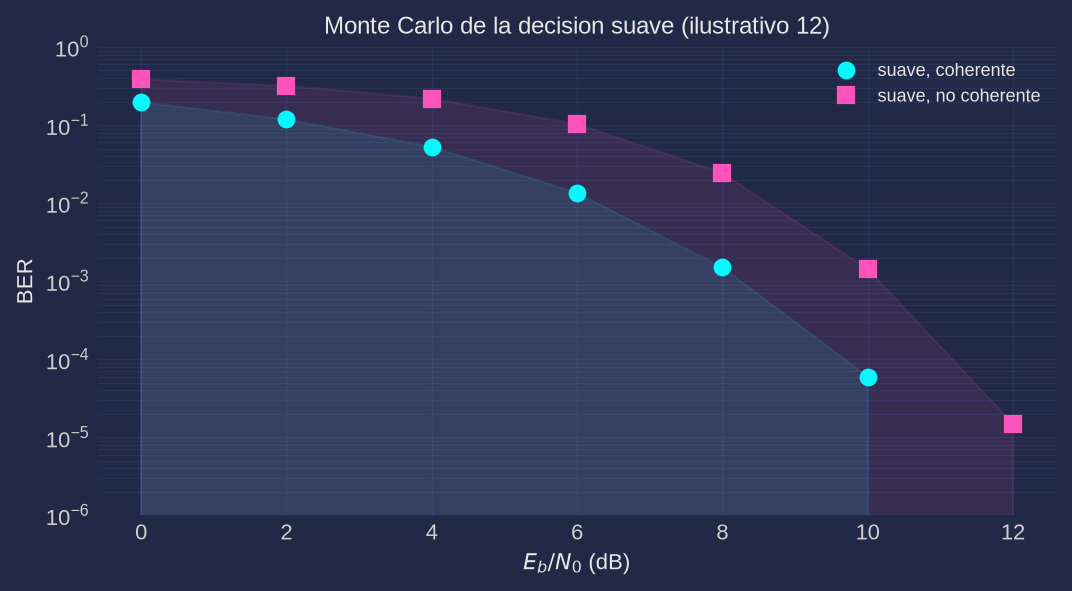 Monte Carlo de la decision suave (ilustrativo 12)
suave, coherente
suave, no coherente
BER
10^0
10^−1
10^−2
10^−3
10^−4
10^−5
10^−6
0 2 4 6 8 10 12
E_b/N_0 (dB)